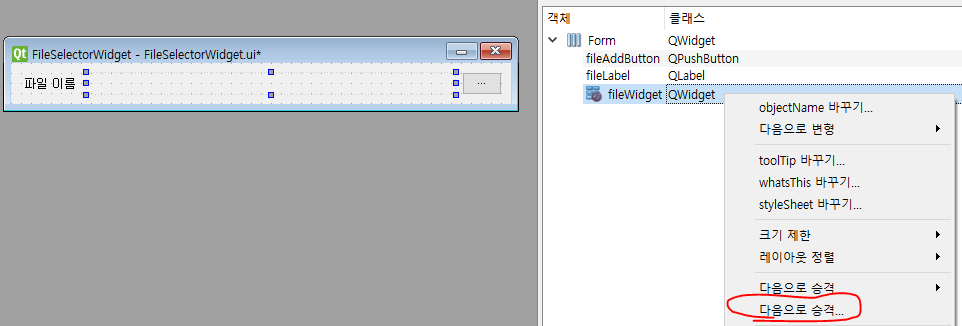 Qt FileSelectorWidget - FileSelectorWidget.ui*
파일 이름
...
객체 클래스
Form QWidget
fileAddButton QPushButton
fileLabel QLabel
fileWidget QWidget
objectName 바꾸기...
다음으로 변형
toolTip 바꾸기...
whatsThis 바꾸기...
styleSheet 바꾸기...
크기 제한
레이아웃 정렬
다음으로 승격
다음으로 승격...